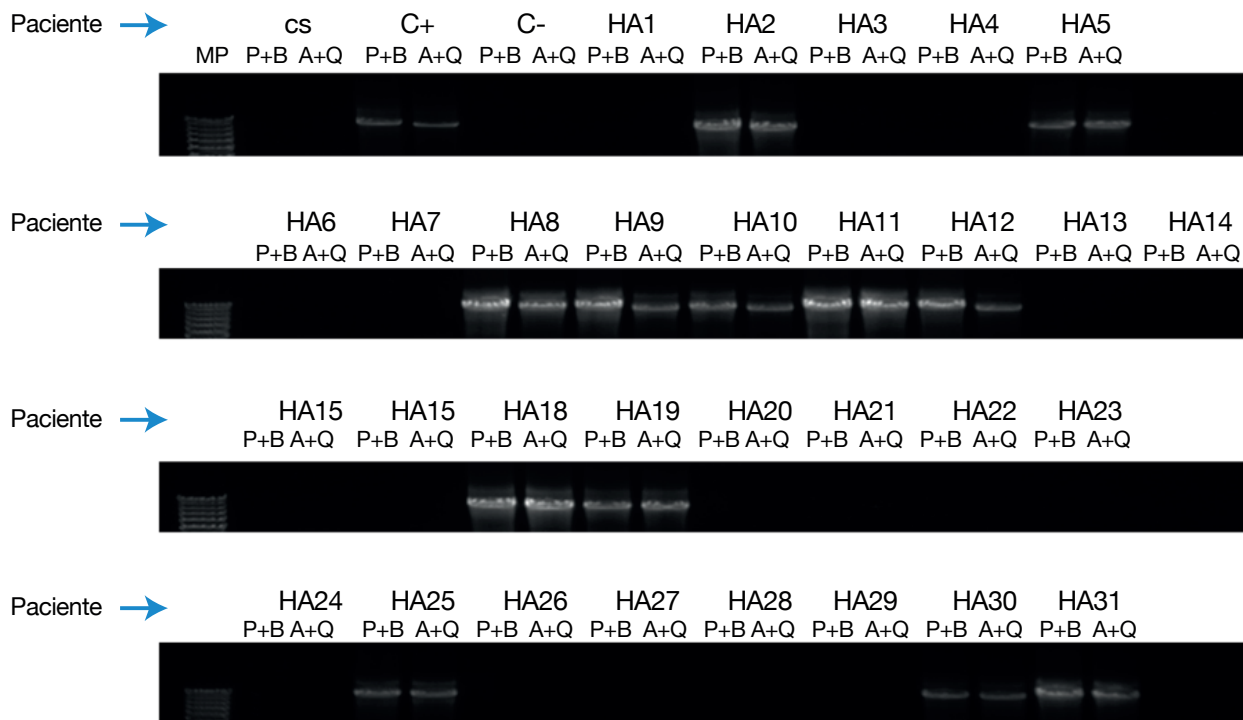 Paciente cs C+ C- HA1 HA2 HA3 HA4 HA5
MP P+B A+Q P+B A+Q P+B A+Q P+B A+Q P+B A+Q P+B A+Q P+B A+Q P+B A+Q
Paciente HA6 HA7 HA8 HA9 HA10 HA11 HA12 HA13 HA14
P+B A+Q P+B A+Q P+B A+Q P+B A+Q P+B A+Q P+B A+Q P+B A+Q P+B A+Q P+B A+Q
Paciente HA15 HA15 HA18 HA19 HA20 HA21 HA22 HA23
P+B A+Q P+B A+Q P+B A+Q P+B A+Q P+B A+Q P+B A+Q P+B A+Q P+B A+Q
Paciente HA24 HA25 HA26 HA27 HA28 HA29 HA30 HA31
P+B A+Q P+B A+Q P+B A+Q P+B A+Q P+B A+Q P+B A+Q P+B A+Q P+B A+Q